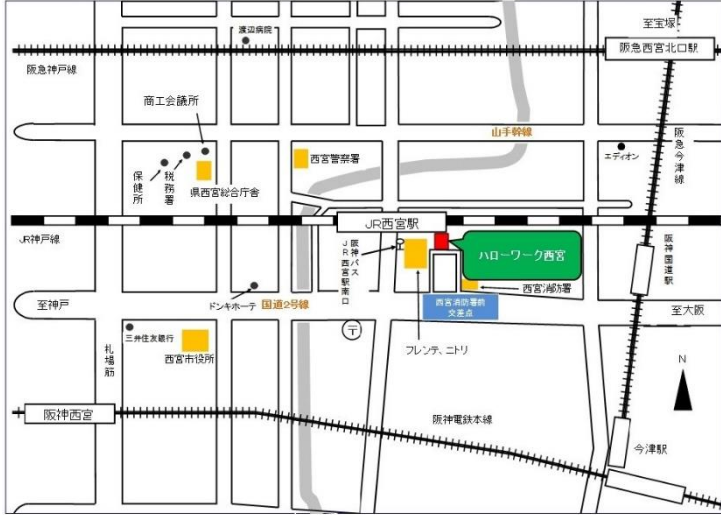 至宝塚
渡辺病院
阪急西宮北口駅
阪急神戸線
商工会議所
山手幹線
阪急今津線
西宮警察署
エディオン
保健所
税務署
県西宮総合庁舎
JR西宮駅
JR神戸線
阪神バス
JR西宮駅南口
ハローワーク西宮
阪神国道駅
西宮消防署
至神戸
ドンキホーテ
国道2号線
西宮消防署前
交差点
至大阪
〒
三井住友銀行
西宮市役所
フレンテ、ニトリ
札場筋
N
阪神西宮
阪神電鉄本線
今津駅